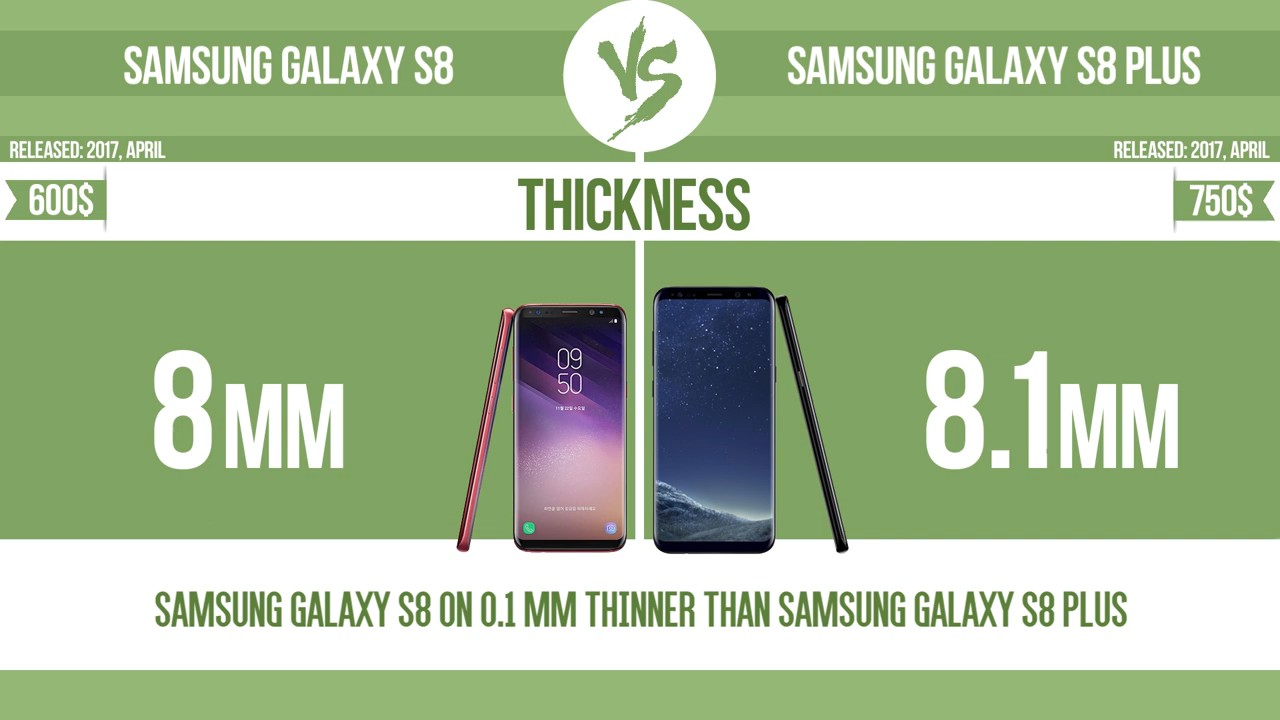 SAMSUNG GALAXY S8
VS
SAMSUNG GALAXY S8 PLUS
RELEASED: 2017, APRIL
RELEASED: 2017, APRIL
600$
THICKNESS
750$
8MM
09
50
8.1MM
SAMSUNG GALAXY S8 ON 0.1 MM THINNER THAN SAMSUNG GALAXY S8 PLUS